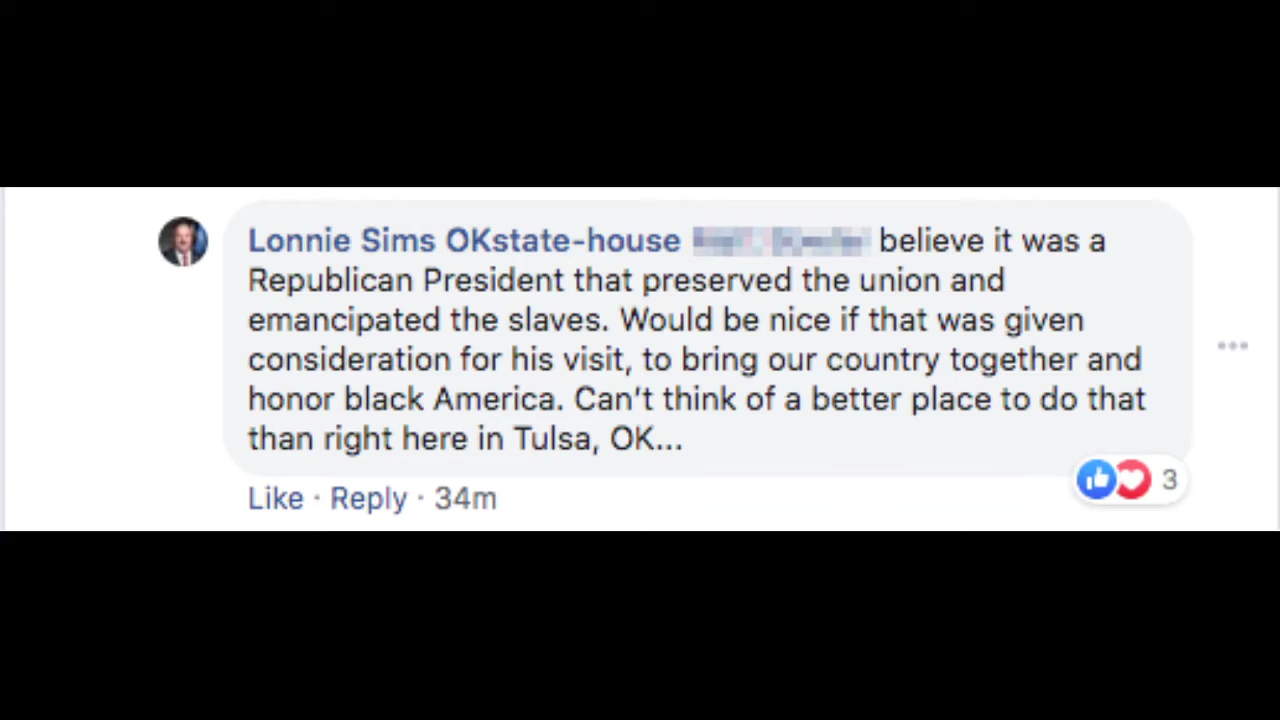 Lonnie Sims OKstate-house believe it was a
Republican President that preserved the union and
emancipated the slaves. Would be nice if that was given
consideration for his visit, to bring our country together and
honor black America. Can't think of a better place to do that
than right here in Tulsa, OK...
3
Like · Reply · 34m